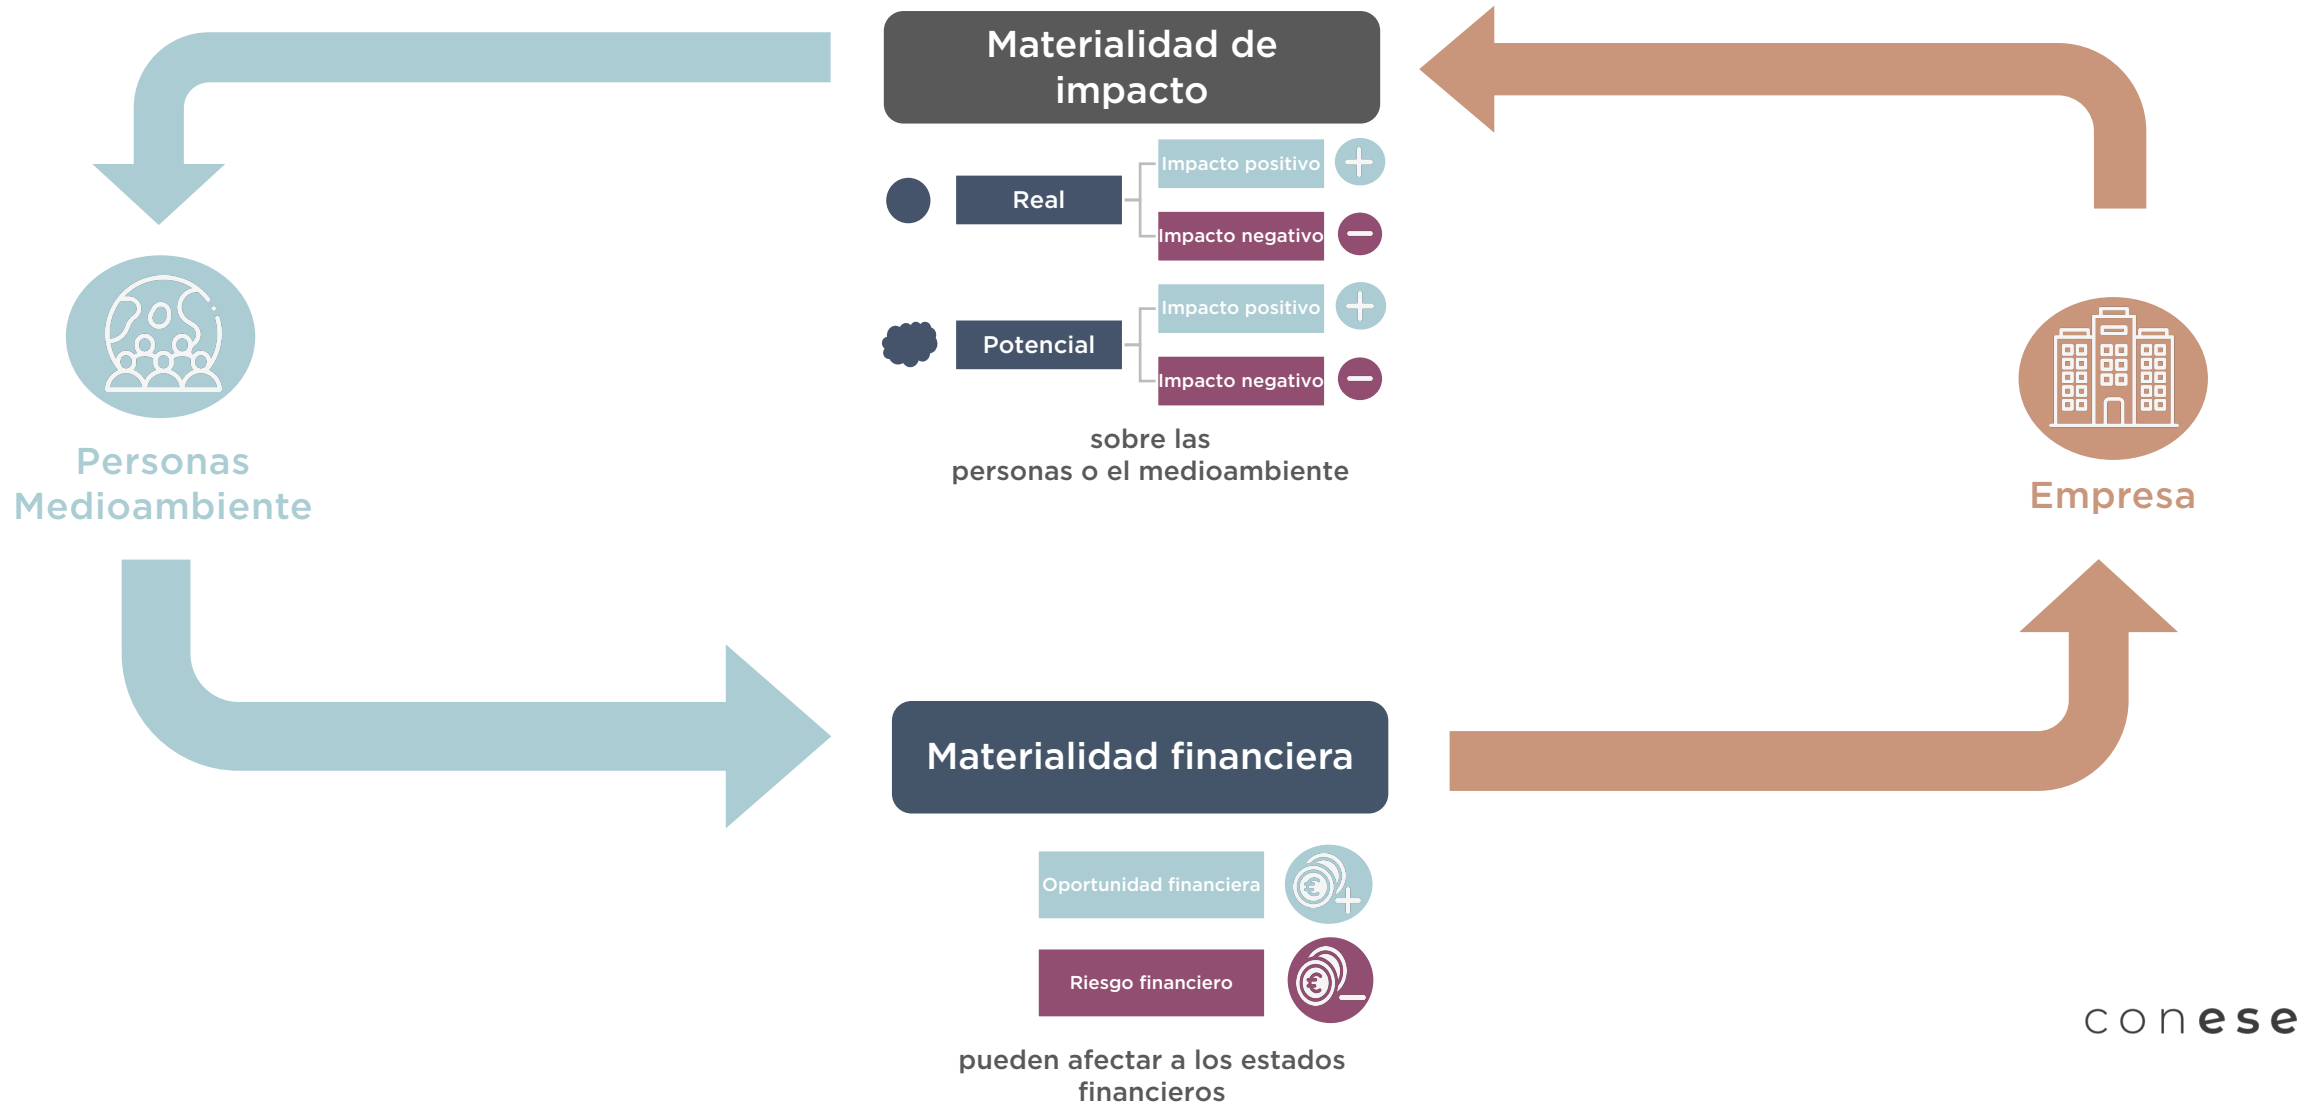 Materialidad de
impacto
Real
Impacto positivo
Impacto negativo
Potencial
Impacto positivo
Impacto negativo
sobre las
personas o el medioambiente
Personas
Medioambiente
Empresa
Materialidad financiera
Oportunidad financiera
€
Riesgo financiero
€
pueden afectar a los estados
financieros
conese